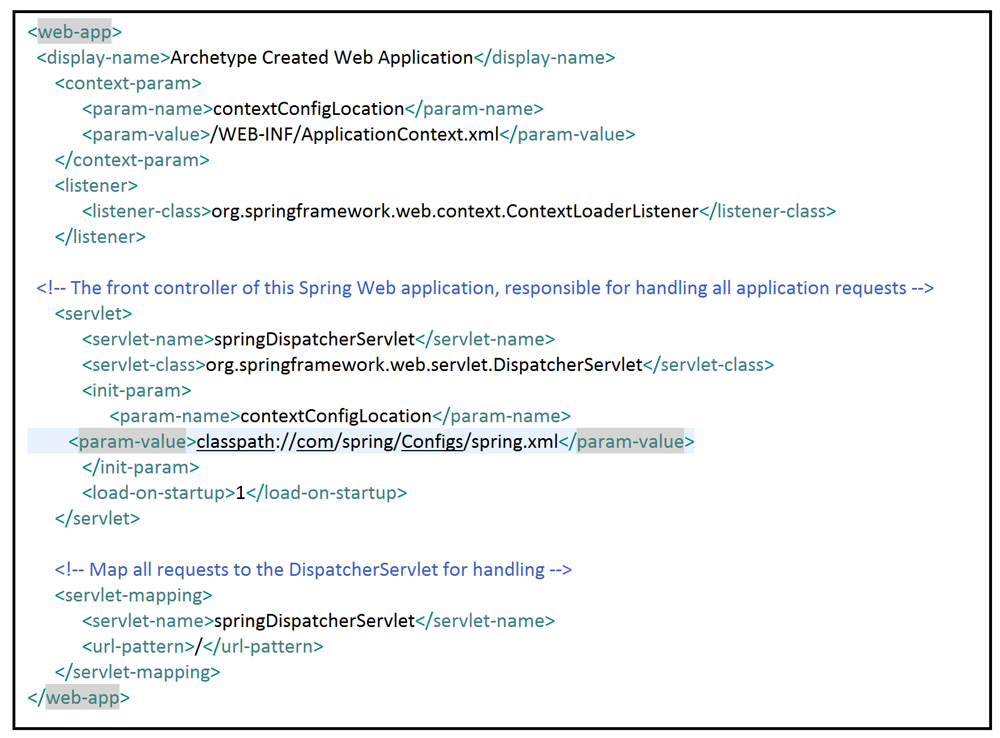 <web-app>
<display-name>Archetype Created Web Application</display-name>
<context-param>
<param-name>contextConfigLocation</param-name>
<param-value>/WEB-INF/ApplicationContext.xml</param-value>
</context-param>
<listener>
<listener-class>org.springframework.web.context.ContextLoaderListener</listener-class>
</listener>
<!-- The front controller of this Spring Web application, responsible for handling all application requests -->
<servlet>
<servlet-name>springDispatcherServlet</servlet-name>
<servlet-class>org.springframework.web.servlet.DispatcherServlet</servlet-class>
<init-param>
<param-name>contextConfigLocation</param-name>
<param-value>classpath://com/spring/Configs/spring.xml</param-value>
</init-param>
<load-on-startup>1</load-on-startup>
</servlet>
<!-- Map all requests to the DispatcherServlet for handling -->
<servlet-mapping>
<servlet-name>springDispatcherServlet</servlet-name>
<url-pattern>/</url-pattern>
</servlet-mapping>
</web-app>